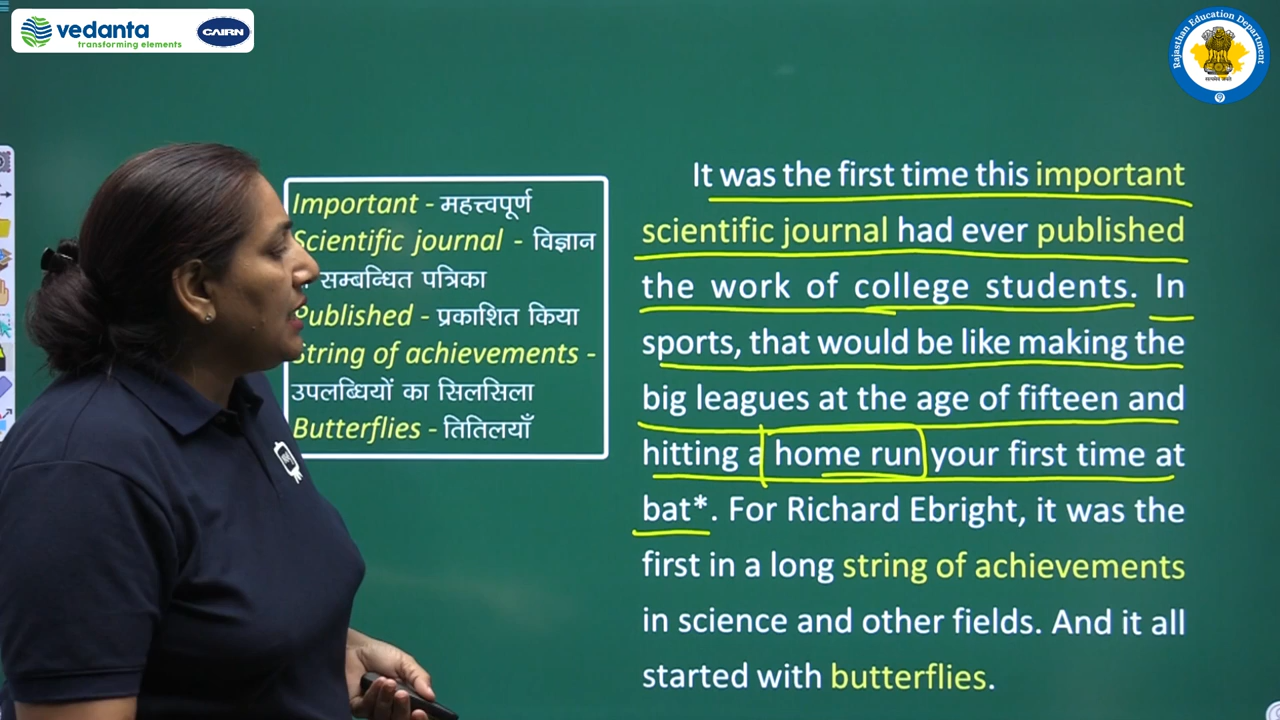 vedanta
transforming elements
CAIRN
Rajasthan Education Department
Important - महत्त्वपूर्ण
Scientific journal - विज्ञान
सम्बन्धित पत्रिका
Published - प्रकाशित किया
String of achievements -
उपलब्धियों का सिलसिला
Butterflies - तितिलयाँ
It was the first time this important
scientific journal had ever published
the work of college students. In
sports, that would be like making the
big leagues at the age of fifteen and
hitting a home run your first time at
bat*. For Richard Ebright, it was the
first in a long string of achievements
in science and other fields. And it all
started with butterflies.